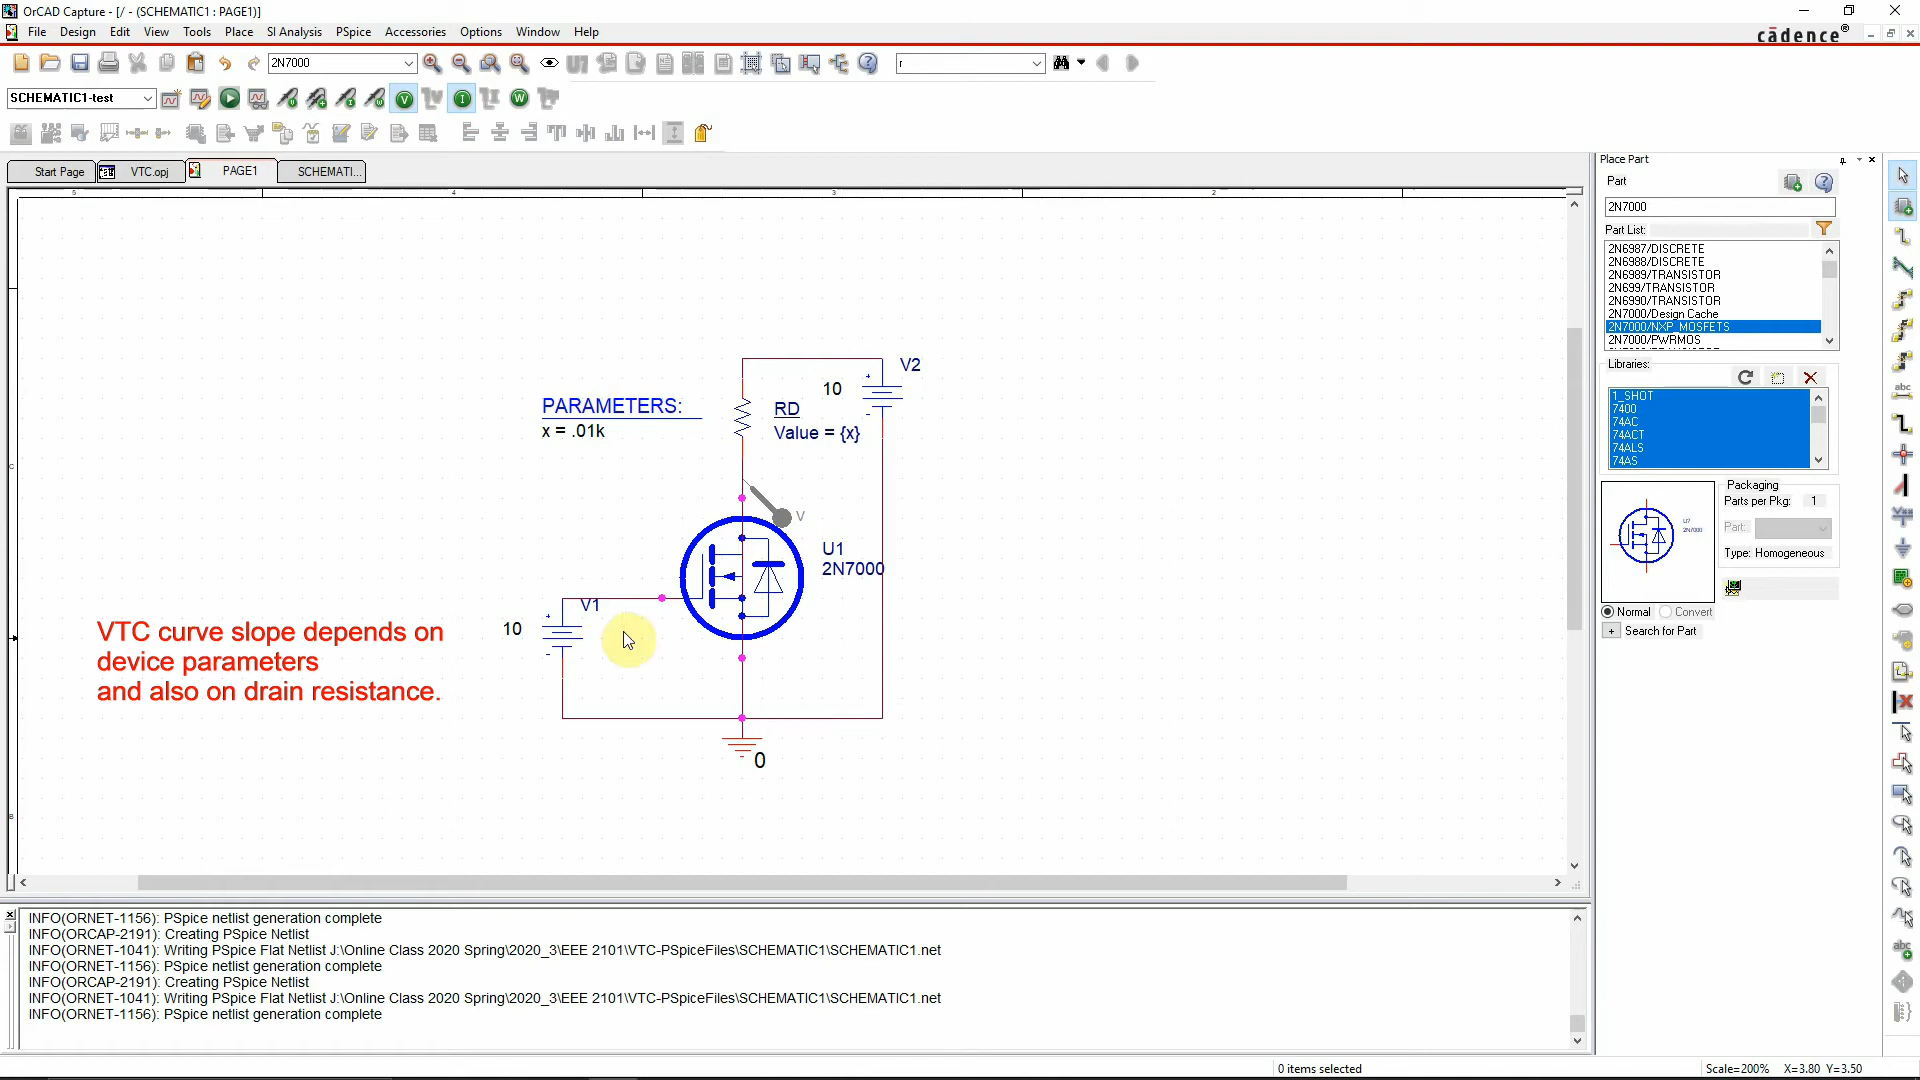 OrCAD Capture - [/ - (SCHEMATIC1 : PAGE1)]
File Design Edit View Tools Place SI Analysis PSpice Accessories Options Window Help
cādence®
2N7000
r
SCHEMATIC1-test
Start Page
VTC.opj
PAGE1
SCHEMATI...
5
4
3
2
C
B
PARAMETERS:
x = .01k
RD
Value = {x}
10
V2
V
U1
2N7000
V1
10
0
VTC curve slope depends on
device parameters
and also on drain resistance.
Place Part
Part
2N7000
Part List:
2N6987/DISCRETE
2N6988/DISCRETE
2N6989/TRANSISTOR
2N699/TRANSISTOR
2N6990/TRANSISTOR
2N7000/Design Cache
2N7000/NXP_MOSFETS
2N7000/PWRMOS
Libraries:
1_SHOT
7400
74AC
74ACT
74ALS
74AS
Packaging
Parts per Pkg: 1
Part:
Type: Homogeneous
Normal Convert
+ Search for Part
INFO(ORNET-1156): PSpice netlist generation complete
INFO(ORCAP-2191): Creating PSpice Netlist
INFO(ORNET-1041): Writing PSpice Flat Netlist J:\Online Class 2020 Spring\2020_3\EEE 2101\VTC-PSpiceFiles\SCHEMATIC1\SCHEMATIC1.net
INFO(ORNET-1156): PSpice netlist generation complete
INFO(ORCAP-2191): Creating PSpice Netlist
INFO(ORNET-1041): Writing PSpice Flat Netlist J:\Online Class 2020 Spring\2020_3\EEE 2101\VTC-PSpiceFiles\SCHEMATIC1\SCHEMATIC1.net
INFO(ORNET-1156): PSpice netlist generation complete
0 items selected
Scale=200% X=3.80 Y=3.50